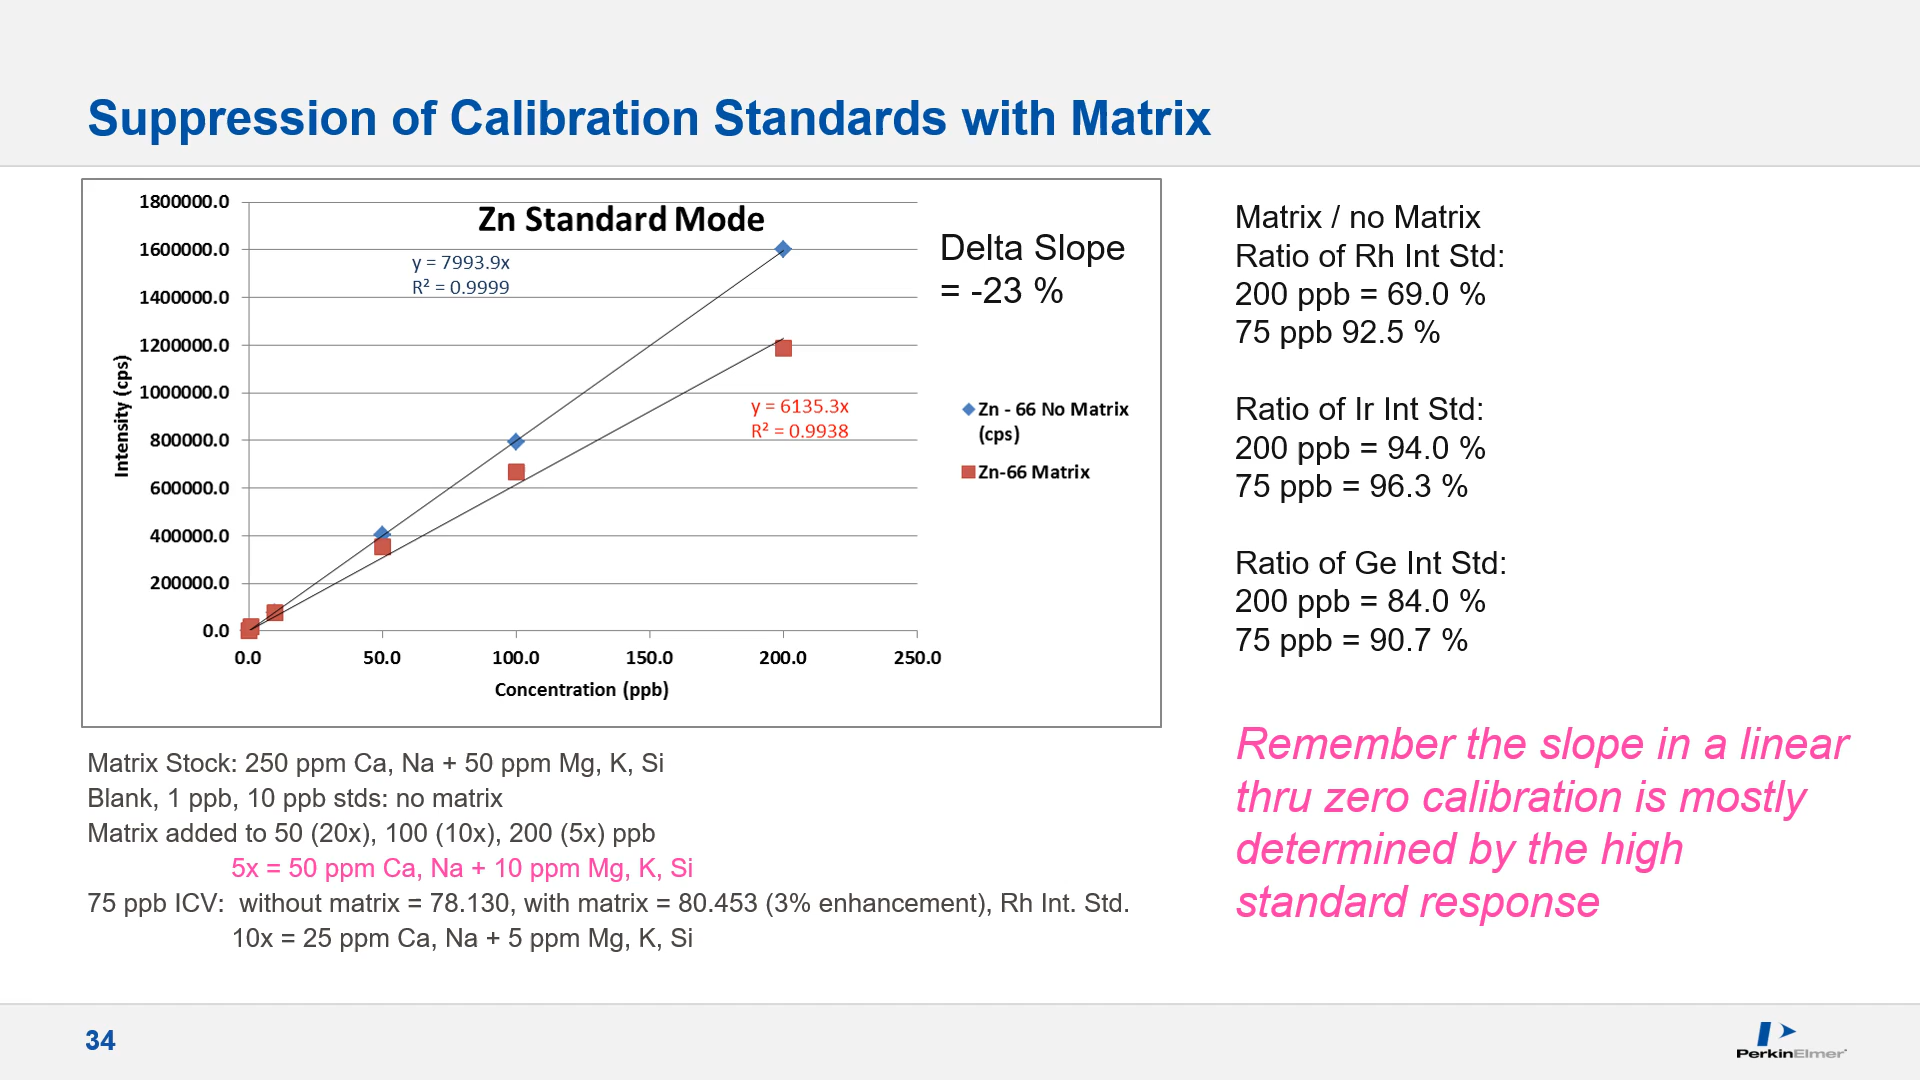 Suppression of Calibration Standards with Matrix
Zn Standard Mode
1800000.0
1600000.0
1400000.0
1200000.0
1000000.0
800000.0
600000.0
400000.0
200000.0
0.0
Intensity (cps)
y = 7993.9x
R² = 0.9999
y = 6135.3x
R² = 0.9938
0.0 50.0 100.0 150.0 200.0 250.0
Concentration (ppb)
Delta Slope
= -23 %
Zn - 66 No Matrix
(cps)
Zn-66 Matrix
Matrix / no Matrix
Ratio of Rh Int Std:
200 ppb = 69.0 %
75 ppb 92.5 %
Ratio of Ir Int Std:
200 ppb = 94.0 %
75 ppb = 96.3 %
Ratio of Ge Int Std:
200 ppb = 84.0 %
75 ppb = 90.7 %
Remember the slope in a linear
thru zero calibration is mostly
determined by the high
standard response
Matrix Stock: 250 ppm Ca, Na + 50 ppm Mg, K, Si
Blank, 1 ppb, 10 ppb stds: no matrix
Matrix added to 50 (20x), 100 (10x), 200 (5x) ppb
5x = 50 ppm Ca, Na + 10 ppm Mg, K, Si
75 ppb ICV: without matrix = 78.130, with matrix = 80.453 (3% enhancement), Rh Int. Std.
10x = 25 ppm Ca, Na + 5 ppm Mg, K, Si
34
PerkinElmer